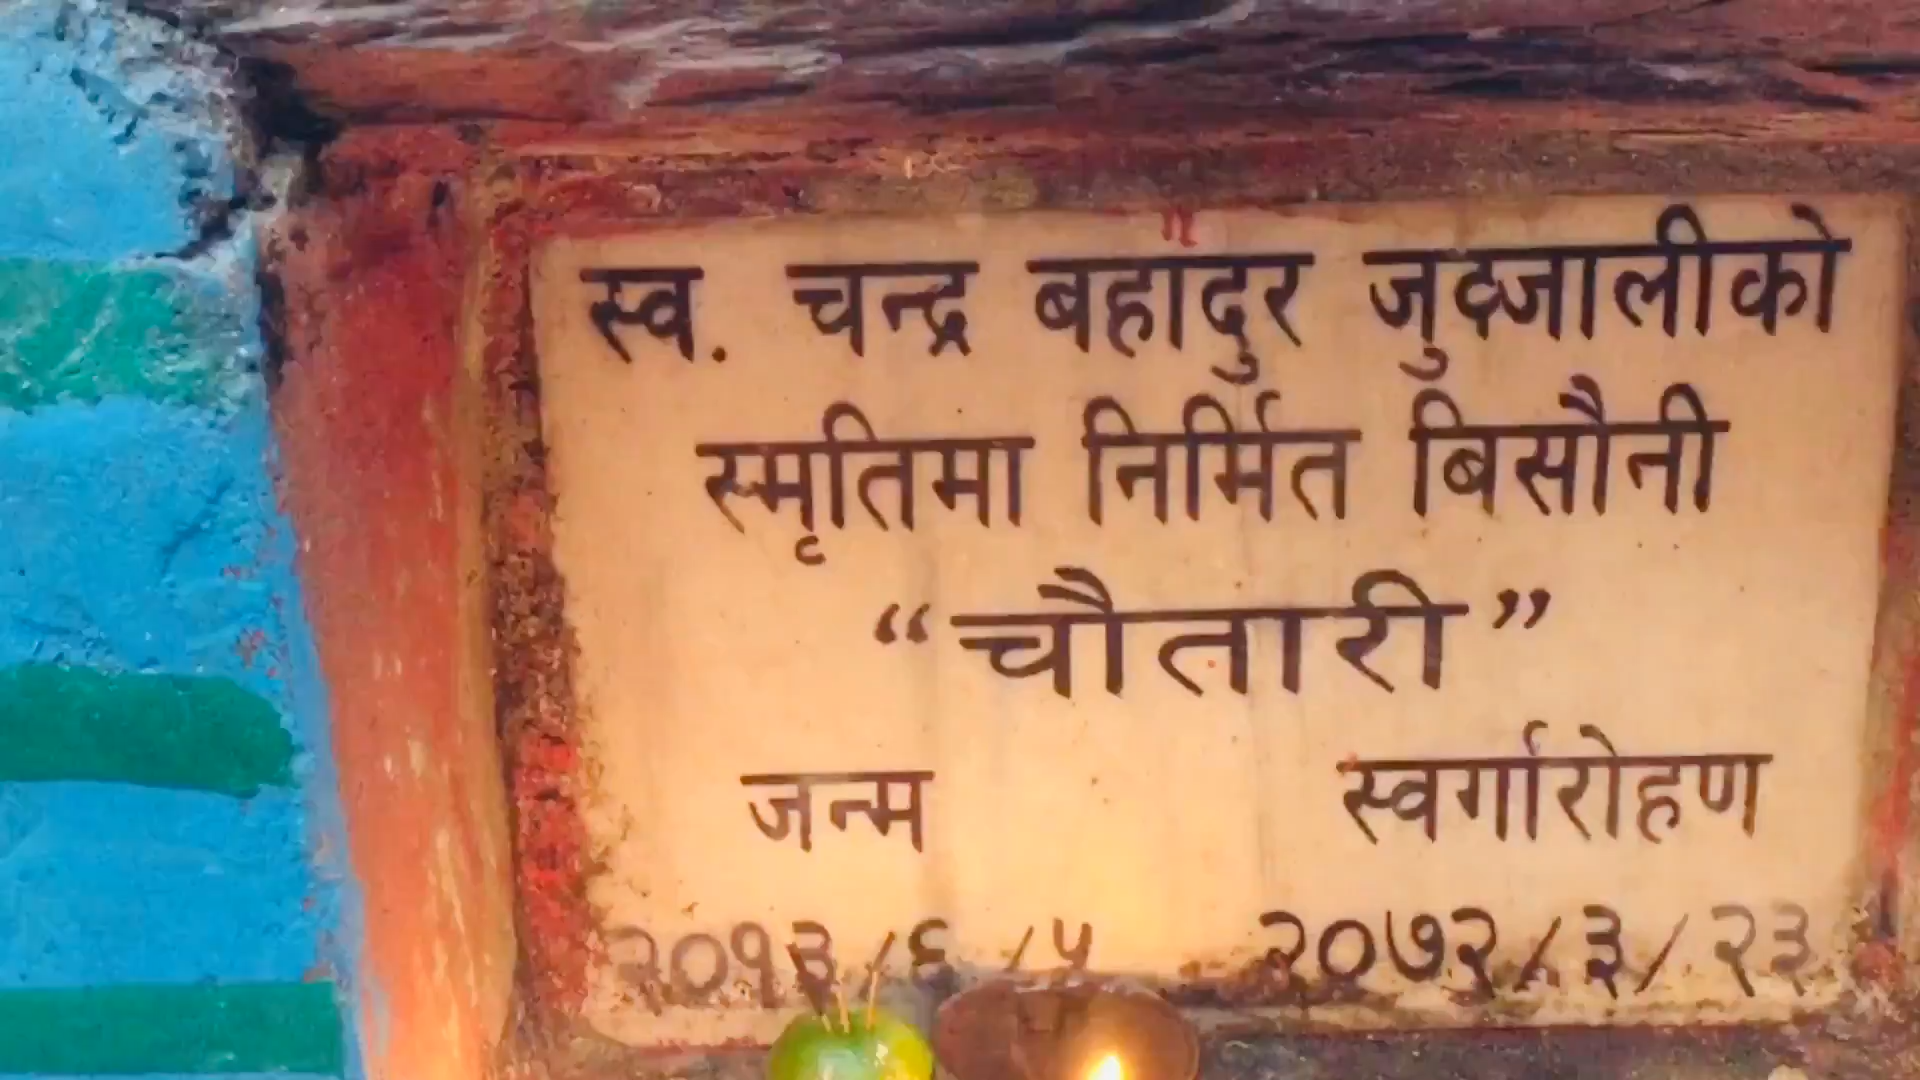 स्व. चन्द्र बहादुर जुझ्जालीको
स्मृतिमा निर्मित बिसौनी
“चौतारी”
जन्म स्वर्गारोहण
२०१३/६/५ २०७२/३/२३